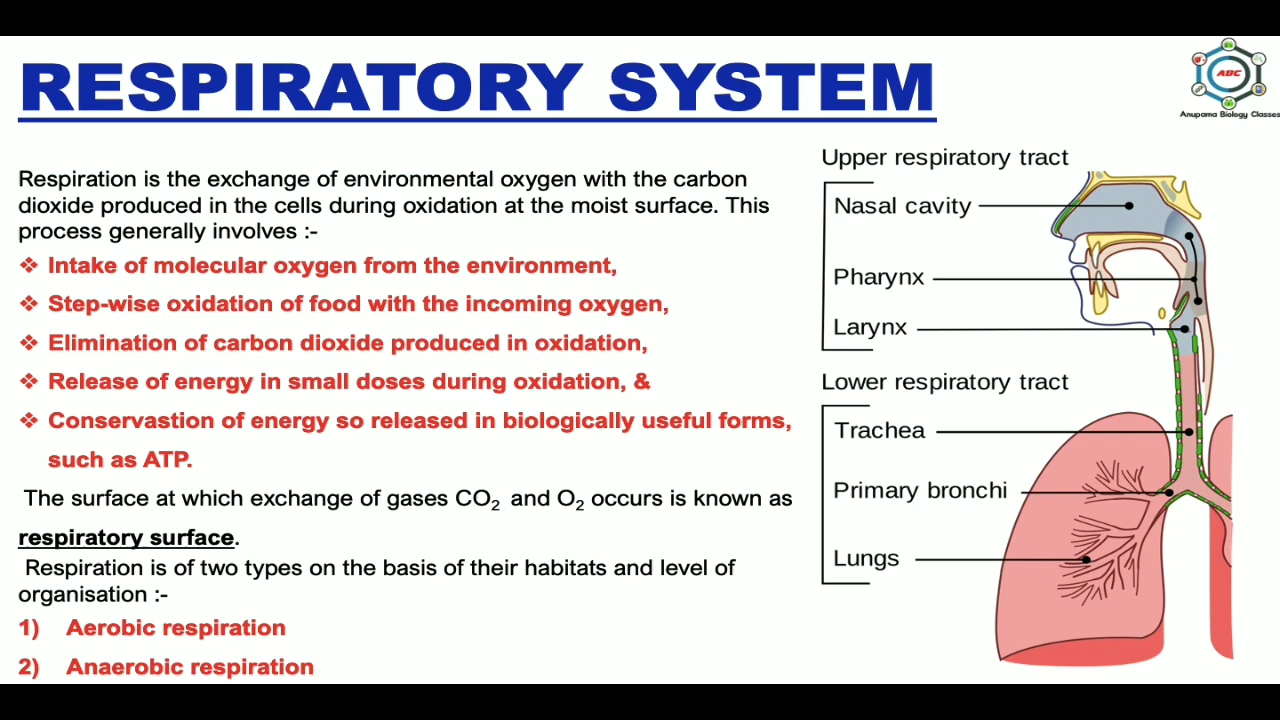 RESPIRATORY SYSTEM
ABC
Anupama Biology Classes
Respiration is the exchange of environmental oxygen with the carbon
dioxide produced in the cells during oxidation at the moist surface. This
process generally involves :-
❖ Intake of molecular oxygen from the environment,
❖ Step-wise oxidation of food with the incoming oxygen,
❖ Elimination of carbon dioxide produced in oxidation,
❖ Release of energy in small doses during oxidation, &
❖ Conservastion of energy so released in biologically useful forms,
such as ATP.
The surface at which exchange of gases CO₂ and O₂ occurs is known as
respiratory surface.
Respiration is of two types on the basis of their habitats and level of
organisation :-
1) Aerobic respiration
2) Anaerobic respiration
Upper respiratory tract
Nasal cavity
Pharynx
Larynx
Lower respiratory tract
Trachea
Primary bronchi
Lungs